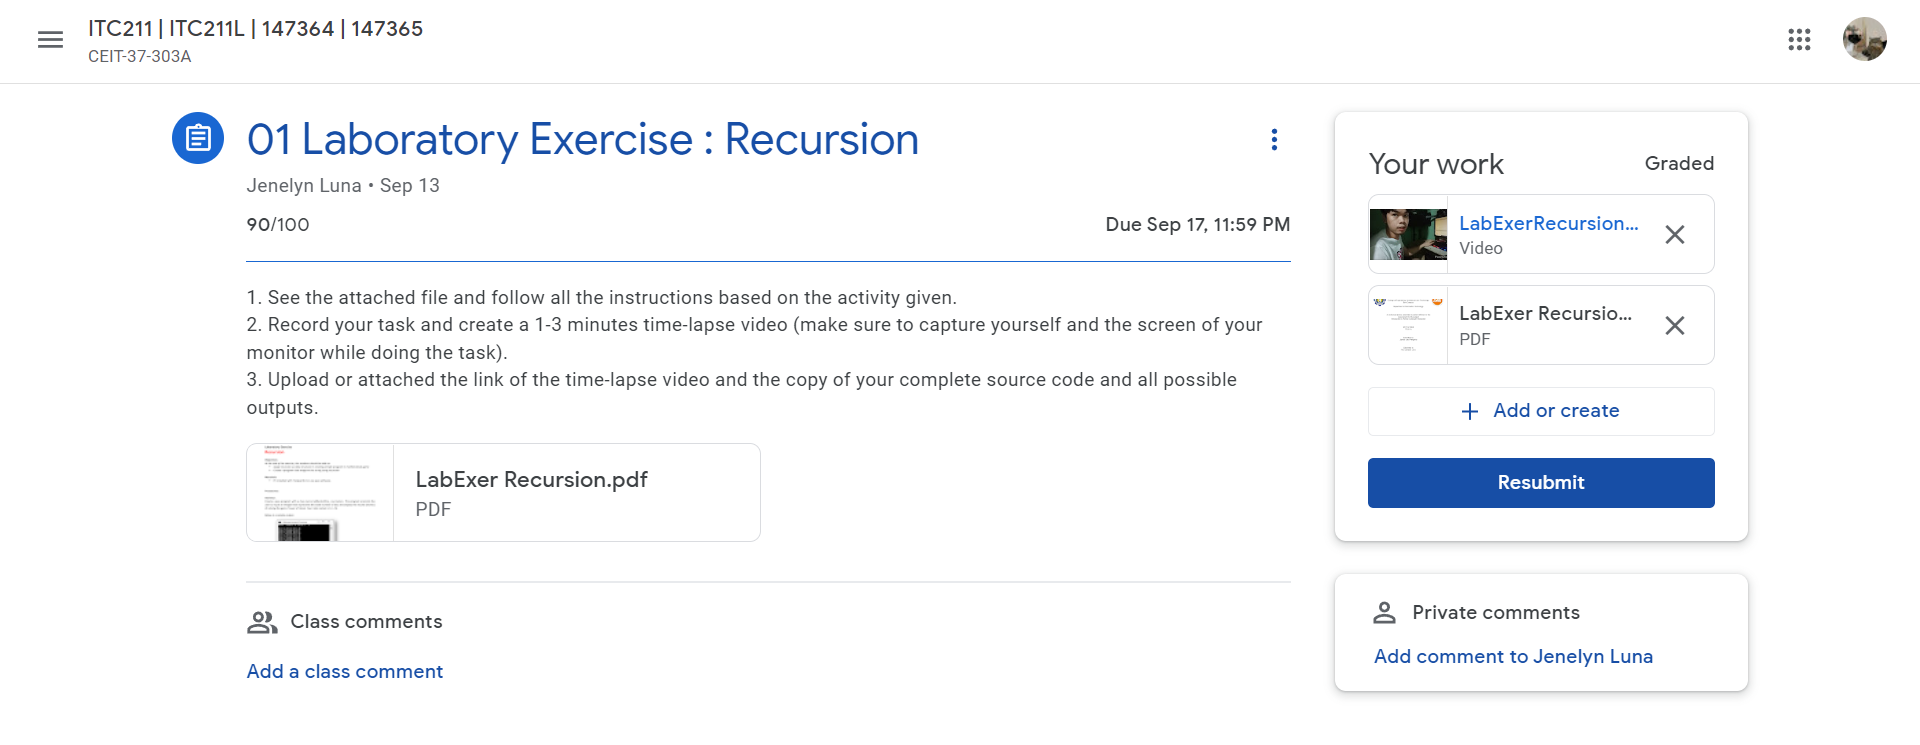 ITC211 | ITC211L | 147364 | 147365
CEIT-37-303A
01 Laboratory Exercise : Recursion
Jenelyn Luna • Sep 13
90/100
Due Sep 17, 11:59 PM
1. See the attached file and follow all the instructions based on the activity given.
2. Record your task and create a 1-3 minutes time-lapse video (make sure to capture yourself and the screen of your
monitor while doing the task).
3. Upload or attached the link of the time-lapse video and the copy of your complete source code and all possible
outputs.
LabExer Recursion.pdf
PDF
Class comments
Add a class comment
Your work
Graded
LabExerRecursion...
Video
LabExer Recursio...
PDF
Add or create
Resubmit
Private comments
Add comment to Jenelyn Luna